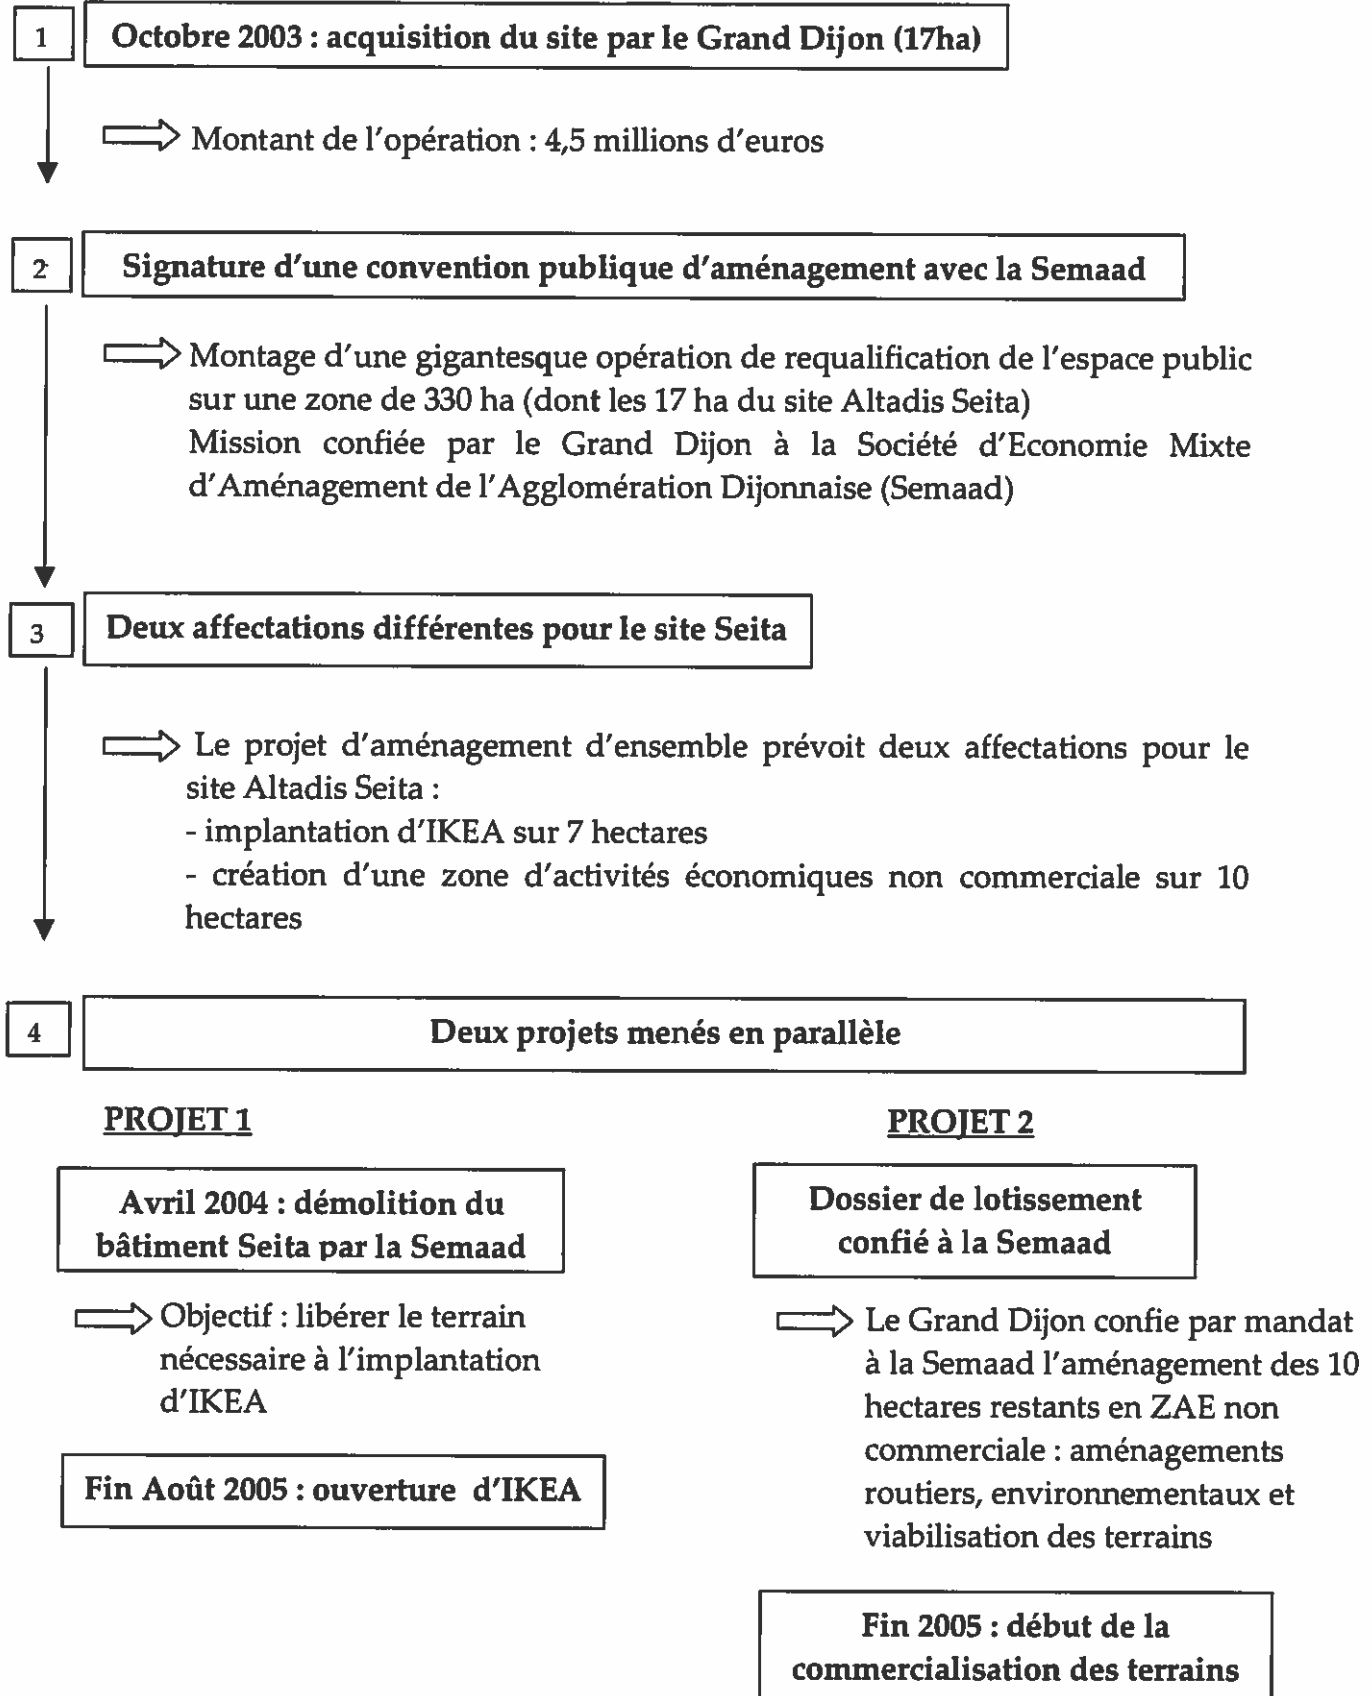 1
Octobre 2003 : acquisition du site par le Grand Dijon (17ha)
Montant de l'opération : 4,5 millions d'euros
2
Signature d'une convention publique d'aménagement avec la Semaad
Montage d'une gigantesque opération de requalification de l'espace public
sur une zone de 330 ha (dont les 17 ha du site Altadis Seita)
Mission confiée par le Grand Dijon à la Société d'Economie Mixte
d'Aménagement de l'Agglomération Dijonnaise (Semaad)
3
Deux affectations différentes pour le site Seita
Le projet d'aménagement d'ensemble prévoit deux affectations pour le
site Altadis Seita :
- implantation d'IKEA sur 7 hectares
- création d'une zone d'activités économiques non commerciale sur 10
hectares
4
Deux projets menés en parallèle
PROJET 1
Avril 2004 : démolition du
bâtiment Seita par la Semaad
Objectif : libérer le terrain
nécessaire à l'implantation
d'IKEA
Fin Août 2005 : ouverture d'IKEA
PROJET 2
Dossier de lotissement
confié à la Semaad
Le Grand Dijon confie par mandat
à la Semaad l'aménagement des 10
hectares restants en ZAE non
commerciale : aménagements
routiers, environnementaux et
viabilisation des terrains
Fin 2005 : début de la
commercialisation des terrains